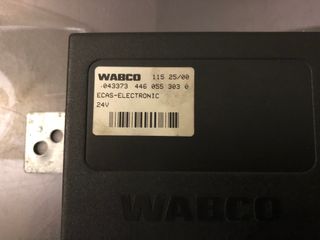 WABCO 115 25/00
.043373 446 055 303 0
ECAS-ELECTRONIC
24V
WABCO